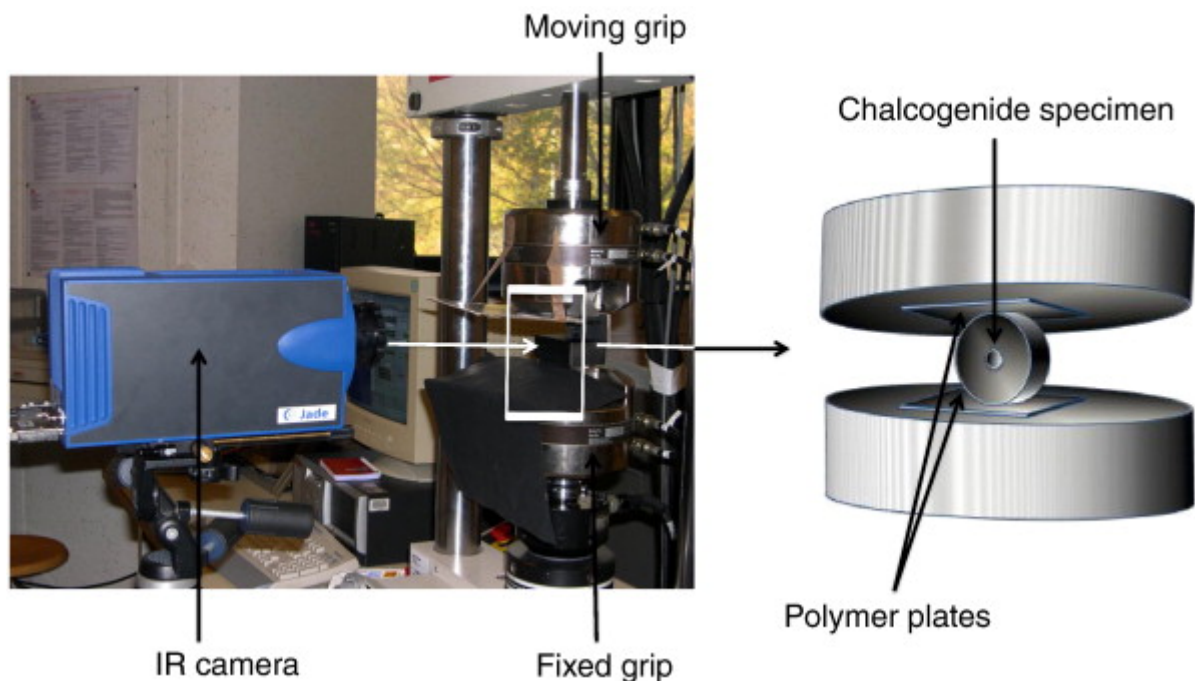 Moving grip
Chalcogenide specimen
Jade
Polymer plates
IR camera
Fixed grip